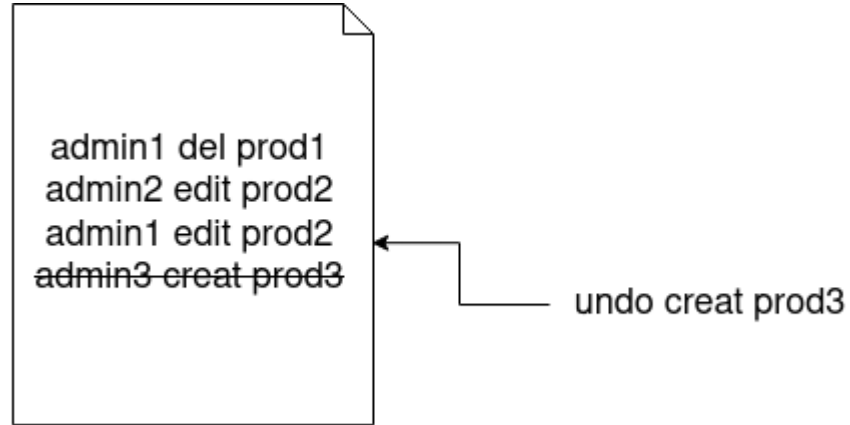 admin1 del prod1
admin2 edit prod2
admin1 edit prod2
admin3 creat prod3
undo creat prod3